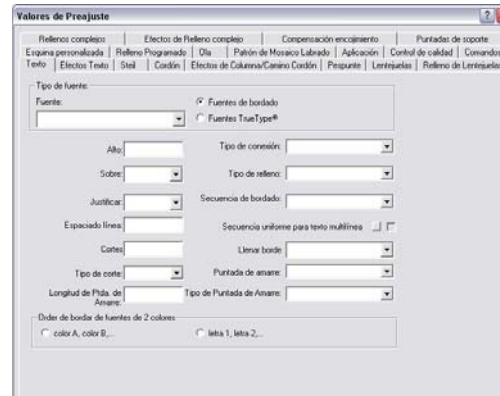 Valores de Preajuste
Rellenos complejos Efectos de Relleno complejo Compensación encojimiento Puntadas de soporte
Esquina personalizada Relleno Programado Ola Patrón de Mosaico Labrado Aplicación Control de calidad Comandos
Texto Efectos Texto Steil Cordón Efectos de Columna/Camino Cordón Pespunte Lentejuelas Relleno de Lentejuelas
Tipo de fuente:
Fuente:
Fuentes de bordado
Fuentes TrueType®
Alto: Tipo de conexión:
Sobre: Tipo de relleno:
Justificar: Secuencia de bordado:
Espaciado línea: Secuencia uniforme para texto multilínea
Cortes: Llenar borde
Tipo de corte: Puntada de amarre:
Longitud de Ptda. de Amarre: Tipo de Puntada de Amarre:
Order de bordar de fuentes de 2 colores
color A, color B,... letra 1, letra 2,...